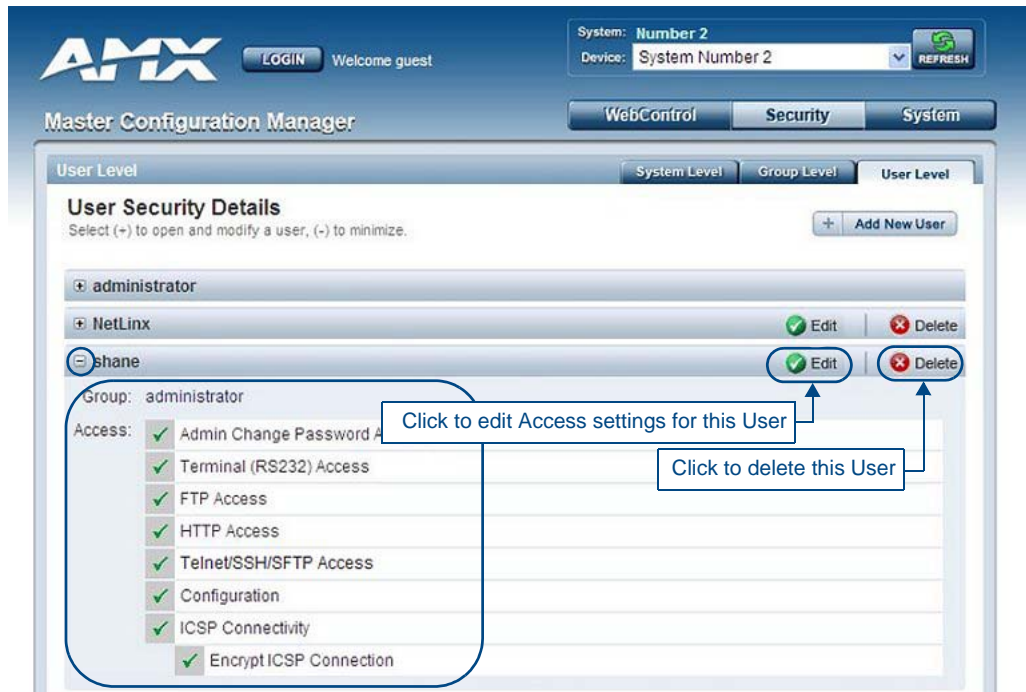 AMX
LOGIN Welcome guest
System: Number 2
Device: System Number 2
REFRESH
Master Configuration Manager
WebControl Security System
User Level
System Level Group Level User Level
User Security Details
Select (+) to open and modify a user, (-) to minimize.
+ Add New User
administrator
NetLinx
Edit Delete
shane
Edit Delete
Group: administrator
Click to edit Access settings for this User
Access: Admin Change Password A
Click to delete this User
Terminal (RS232) Access
FTP Access
HTTP Access
Telnet/SSH/SFTP Access
Configuration
ICSP Connectivity
Encrypt ICSP Connection